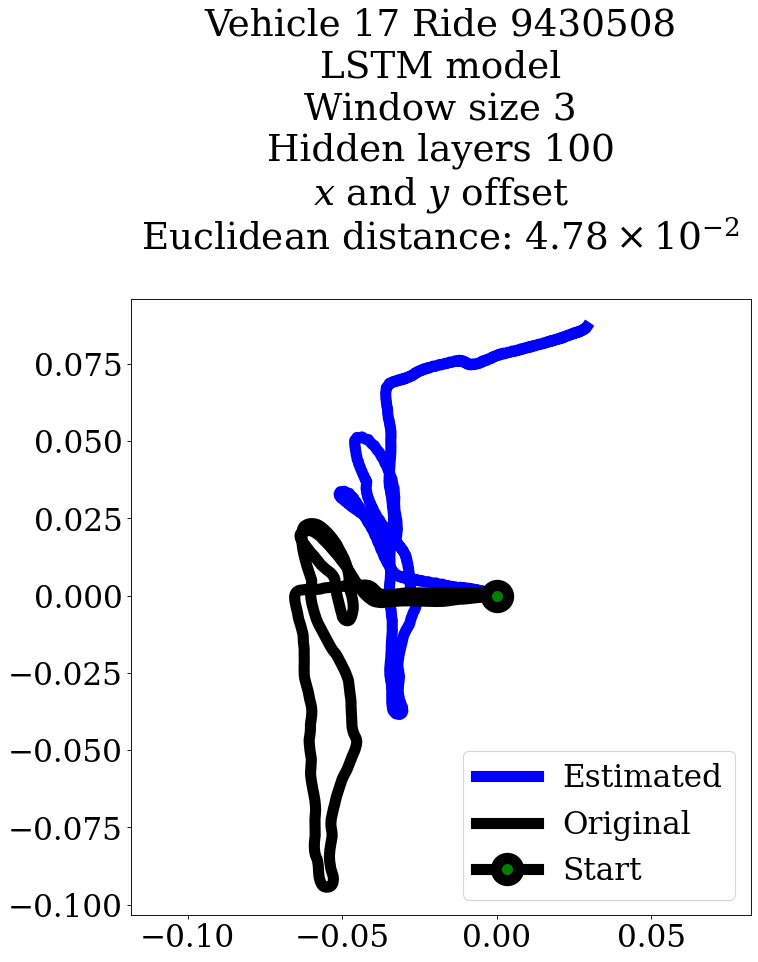 Vehicle 17 Ride 9430508
LSTM model
Window size 3
Hidden layers 100
x and y offset
Euclidean distance: 4.78 × 10⁻²
0.075
0.050
0.025
0.000
−0.025
−0.050
−0.075
−0.100
−0.10 −0.05 0.00 0.05
Estimated
Original
Start